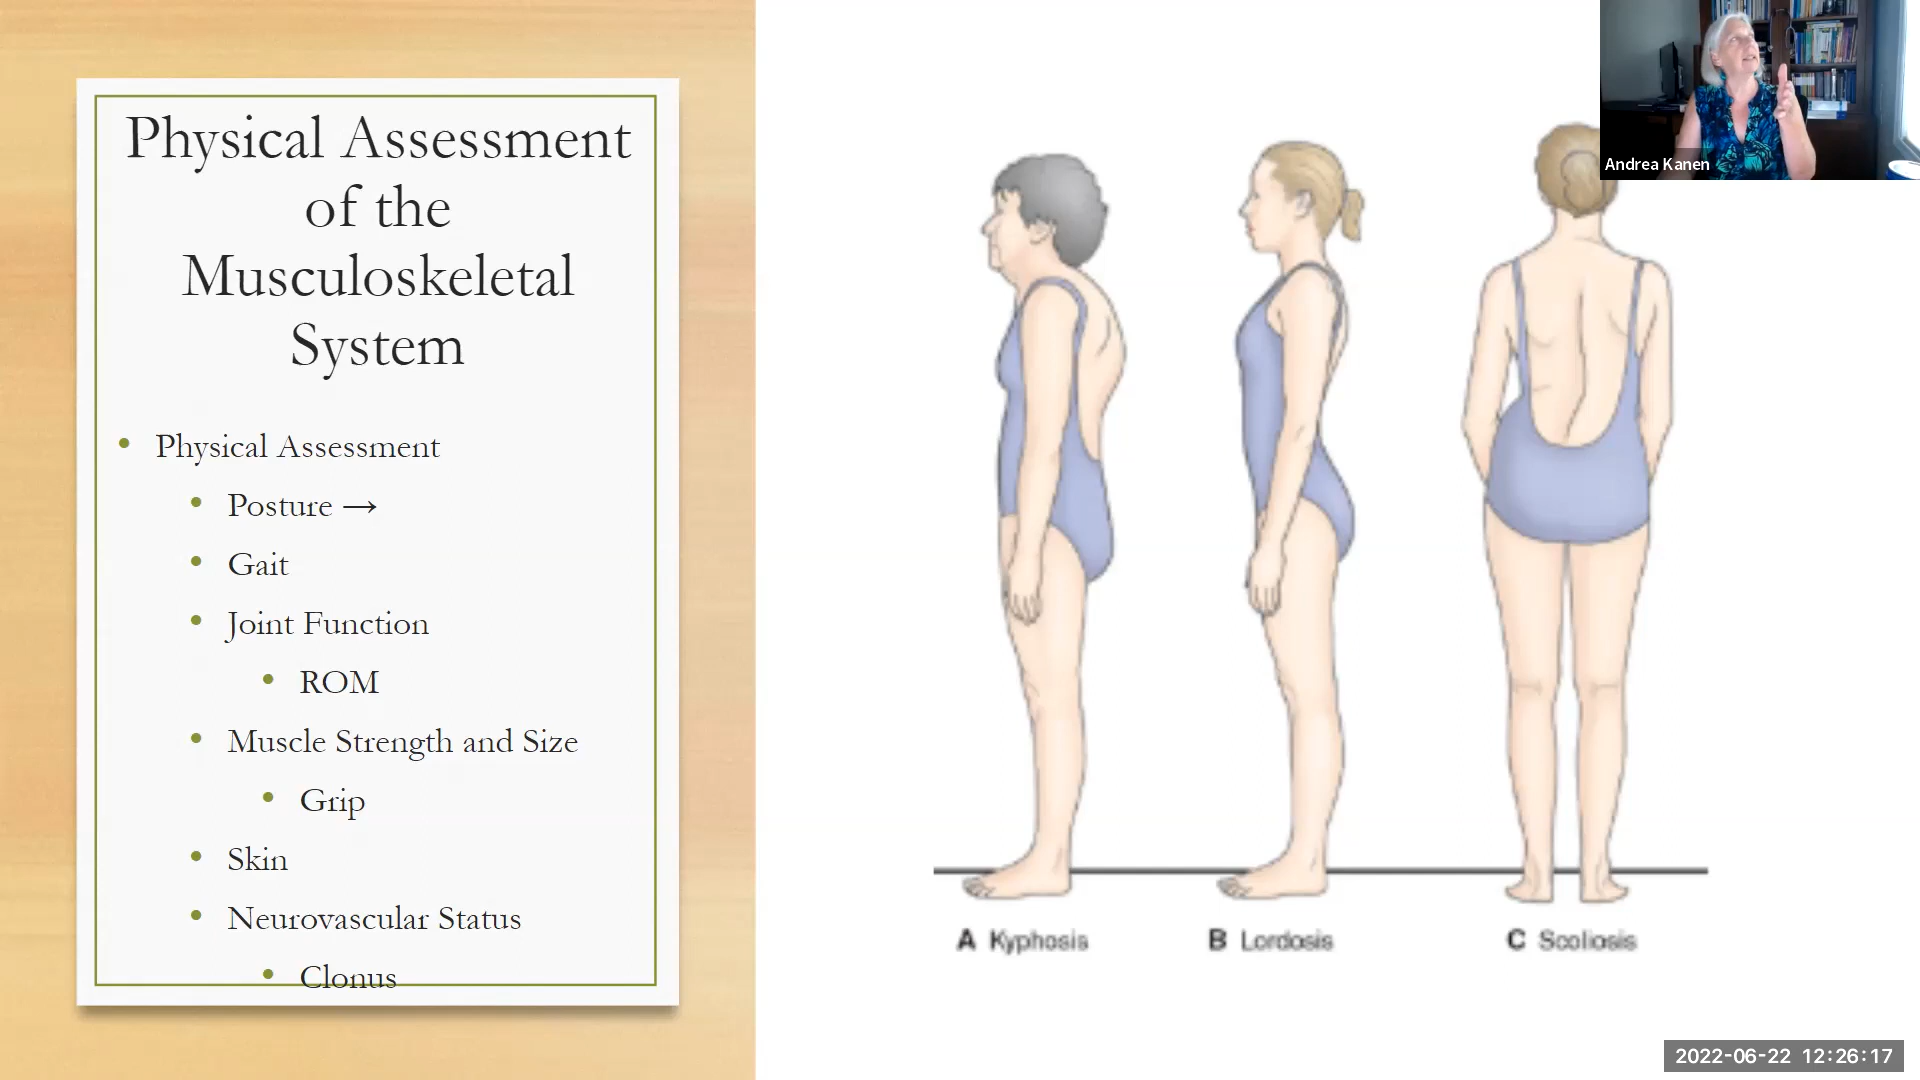 Physical Assessment
of the
Musculoskeletal
System
• Physical Assessment
• Posture →
• Gait
• Joint Function
• ROM
• Muscle Strength and Size
• Grip
• Skin
• Neurovascular Status
• Clonus
A Kyphosis
B Lordosis
C Scoliosis
Andrea Kanen
2022-06-22 12:26:17